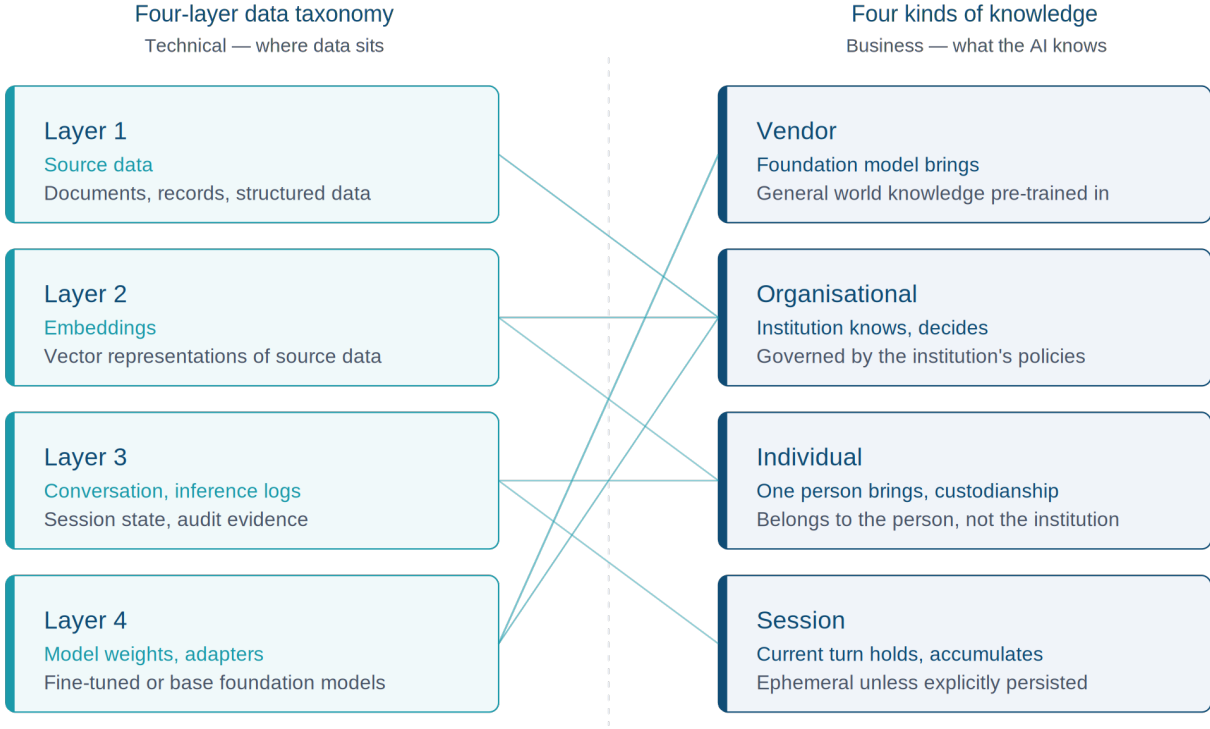 Four-layer data taxonomy
Technical — where data sits
Layer 1
Source data
Documents, records, structured data
Layer 2
Embeddings
Vector representations of source data
Layer 3
Conversation, inference logs
Session state, audit evidence
Layer 4
Model weights, adapters
Fine-tuned or base foundation models
Four kinds of knowledge
Business — what the AI knows
Vendor
Foundation model brings
General world knowledge pre-trained in
Organisational
Institution knows, decides
Governed by the institution's policies
Individual
One person brings, custodianship
Belongs to the person, not the institution
Session
Current turn holds, accumulates
Ephemeral unless explicitly persisted